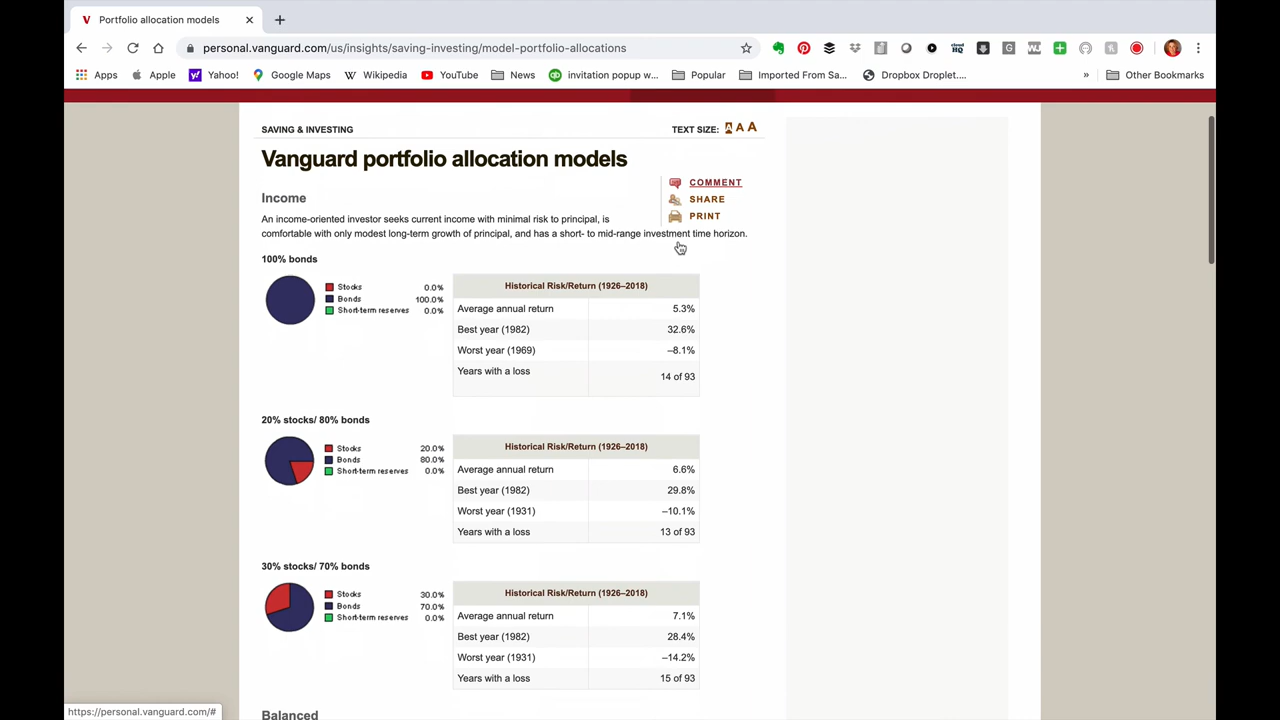 Portfolio allocation models
personal.vanguard.com/us/insights/saving-investing/model-portfolio-allocations
Apps Apple Yahoo! Google Maps Wikipedia YouTube News invitation popup w... Popular Imported From Sa... Dropbox Droplet.... » Other Bookmarks
SAVING & INVESTING TEXT SIZE: A A A
Vanguard portfolio allocation models
COMMENT
SHARE
PRINT
Income
An income-oriented investor seeks current income with minimal risk to principal, is
comfortable with only modest long-term growth of principal, and has a short- to mid-range investment time horizon.
100% bonds
Stocks 0.0%
Bonds 100.0%
Short-term reserves 0.0%
Historical Risk/Return (1926–2018)
Average annual return 5.3%
Best year (1982) 32.6%
Worst year (1969) –8.1%
Years with a loss 14 of 93
20% stocks/ 80% bonds
Stocks 20.0%
Bonds 80.0%
Short-term reserves 0.0%
Historical Risk/Return (1926–2018)
Average annual return 6.6%
Best year (1982) 29.8%
Worst year (1931) –10.1%
Years with a loss 13 of 93
30% stocks/ 70% bonds
Stocks 30.0%
Bonds 70.0%
Short-term reserves 0.0%
Historical Risk/Return (1926–2018)
Average annual return 7.1%
Best year (1982) 28.4%
Worst year (1931) –14.2%
Years with a loss 15 of 93
Balanced
https://personal.vanguard.com/#